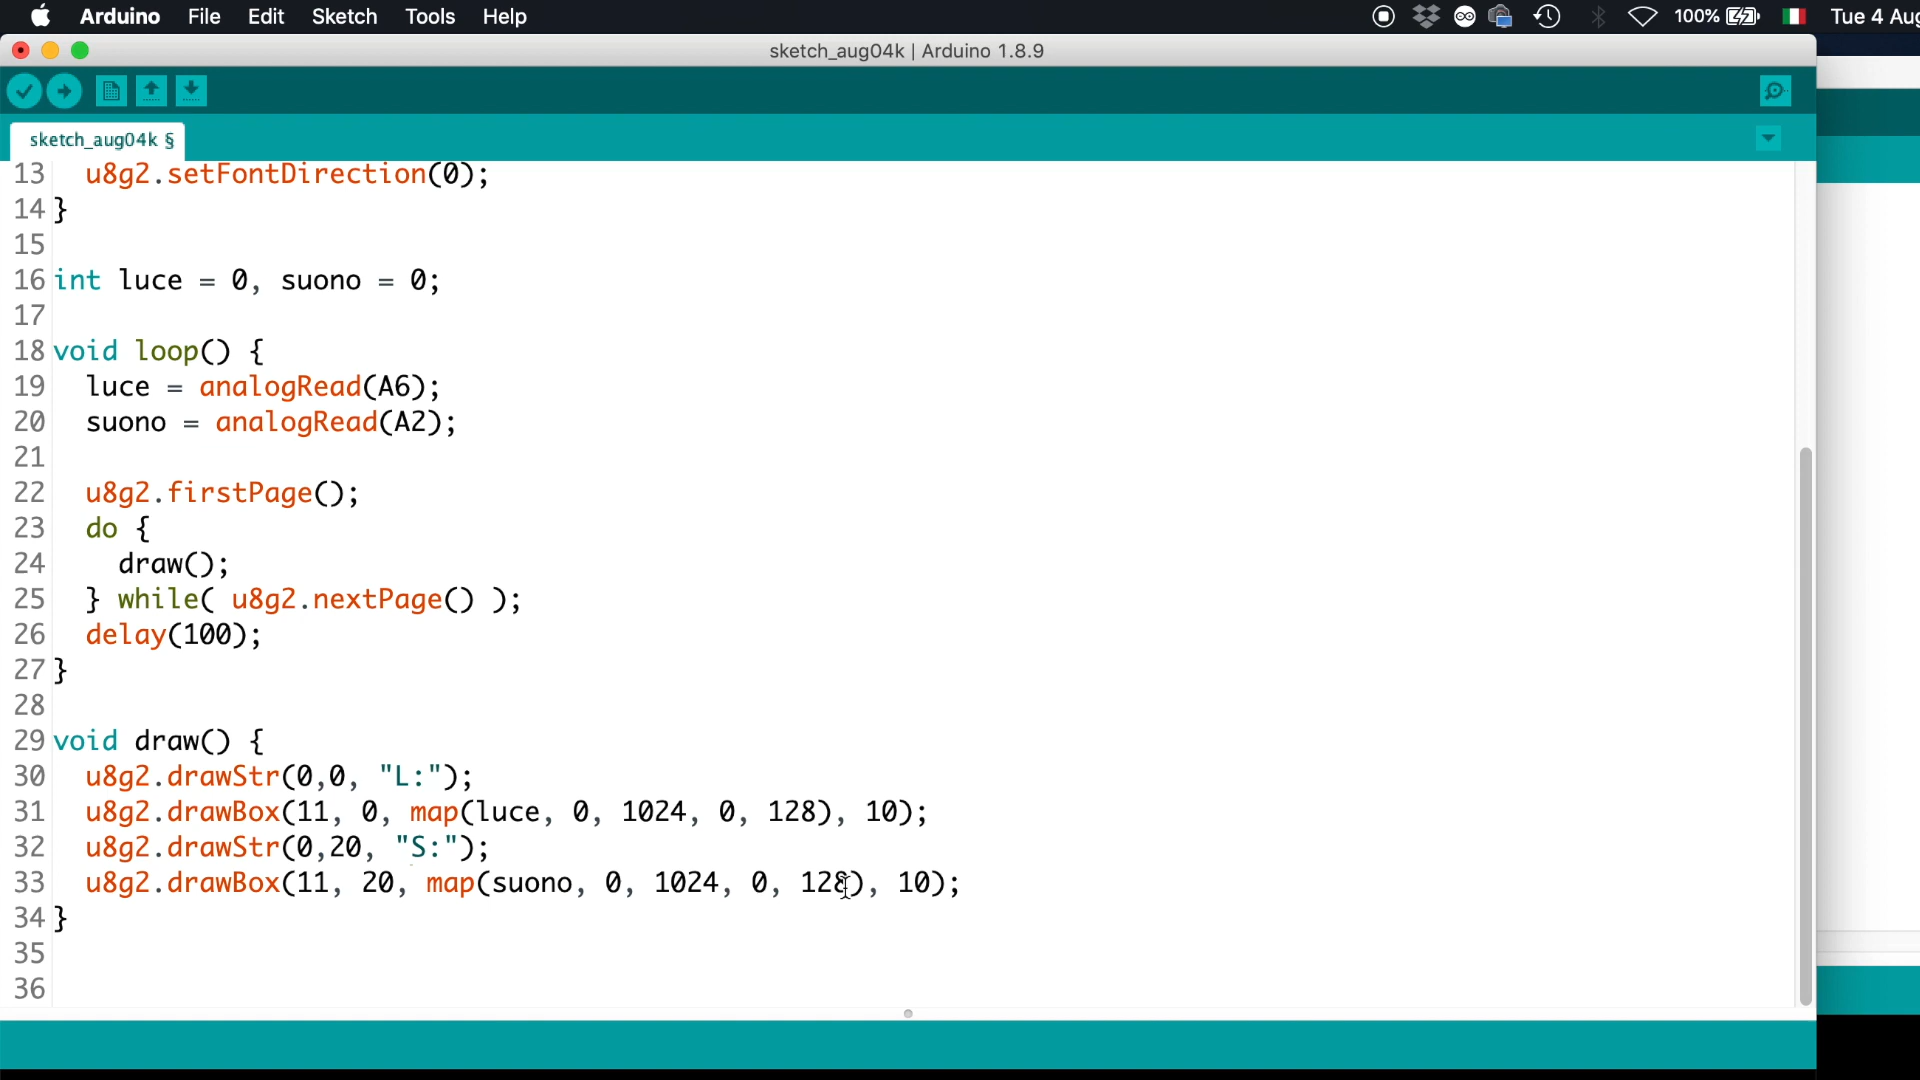 Arduino File Edit Sketch Tools Help 100% Tue 4 Aug
sketch_aug04k | Arduino 1.8.9
sketch_aug04k §
13 u8g2.setFontDirection(0);
14 }
15
16 int luce = 0, suono = 0;
17
18 void loop() {
19 luce = analogRead(A6);
20 suono = analogRead(A2);
21
22 u8g2.firstPage();
23 do {
24 draw();
25 } while( u8g2.nextPage() );
26 delay(100);
27 }
28
29 void draw() {
30 u8g2.drawStr(0,0, "L:");
31 u8g2.drawBox(11, 0, map(luce, 0, 1024, 0, 128), 10);
32 u8g2.drawStr(0,20, "S:");
33 u8g2.drawBox(11, 20, map(suono, 0, 1024, 0, 128), 10);
34 }
35
36